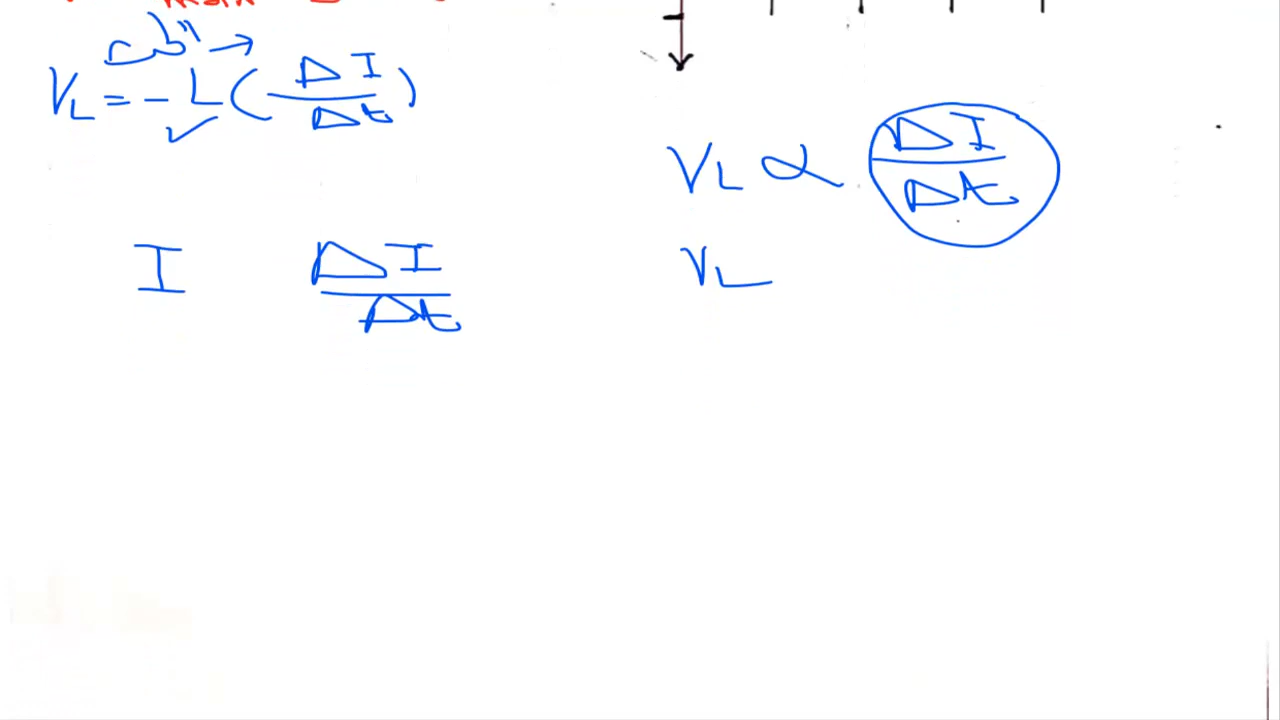 V_L = - L ( ΔI / Δt )
V_L ∝ ΔI / Δt
I    ΔI / Δt    V_L